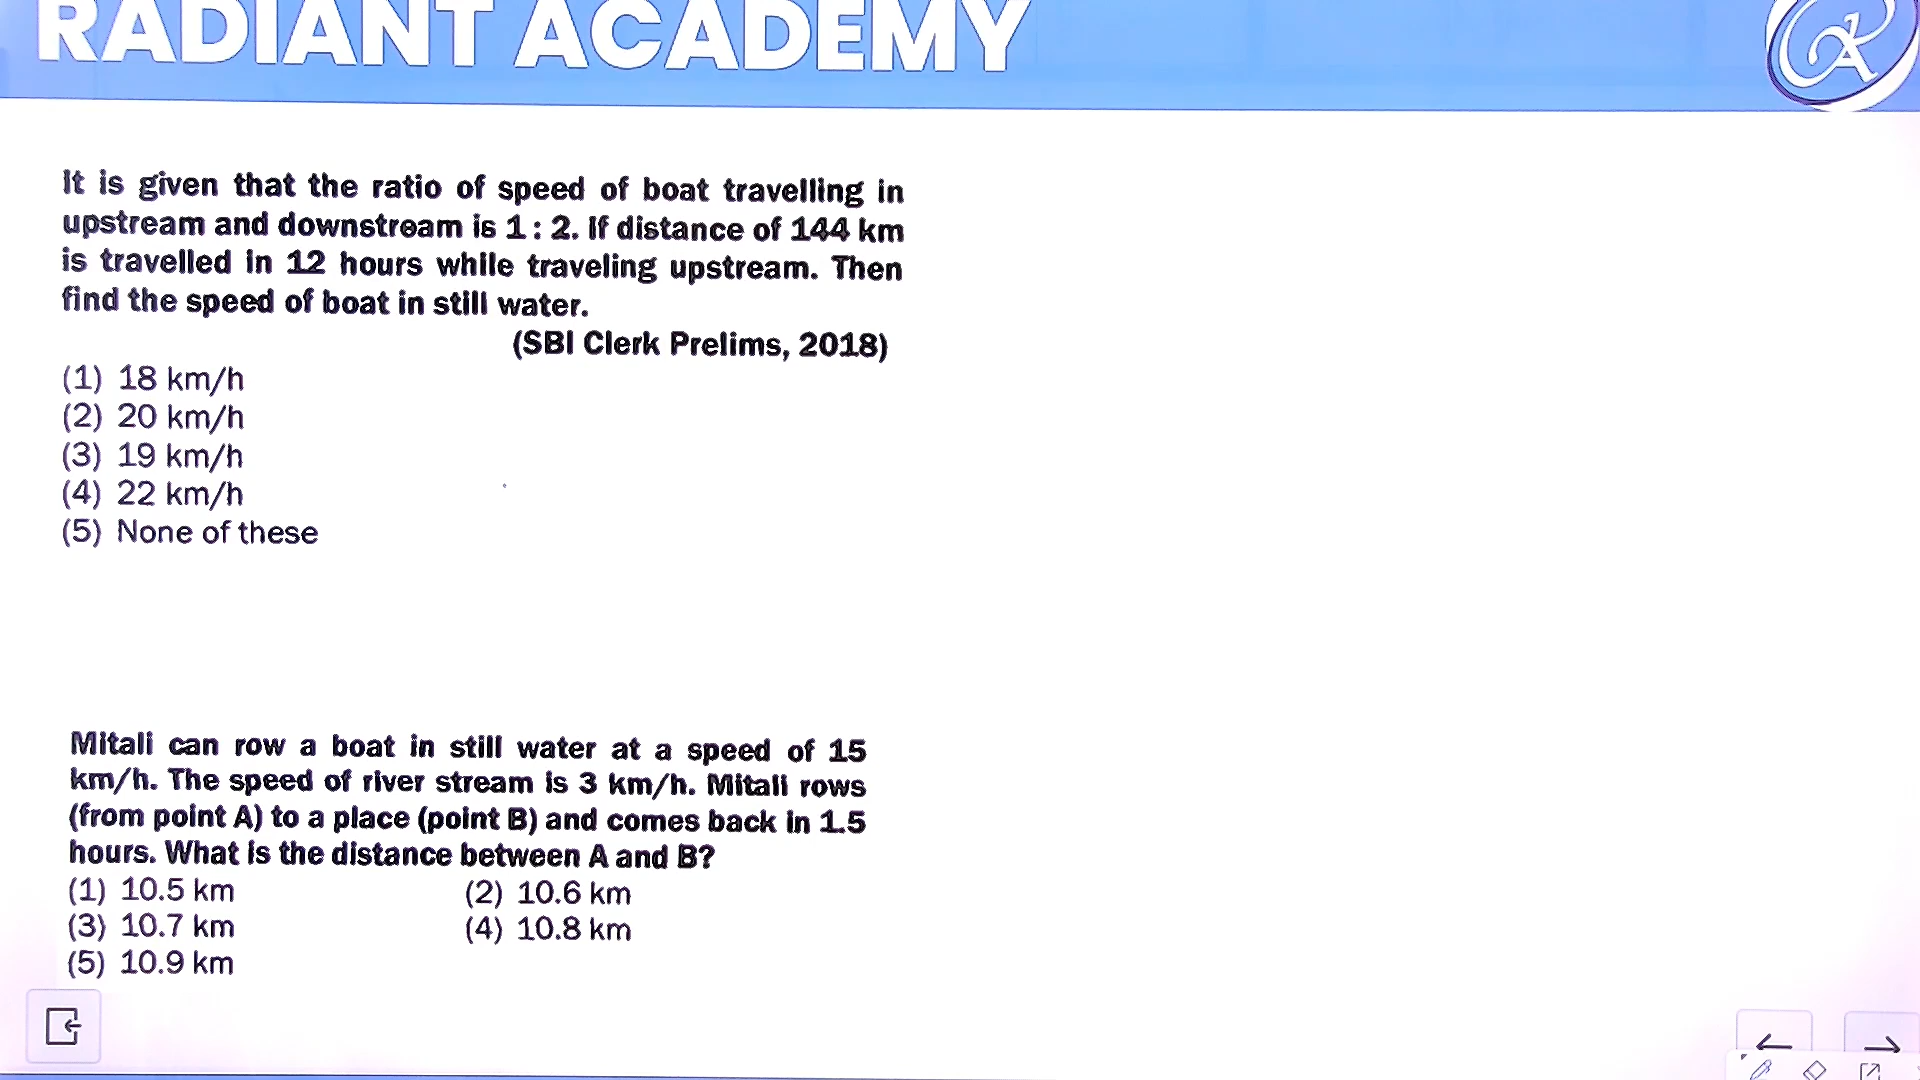 RADIANT ACADEMY
It is given that the ratio of speed of boat travelling in
upstream and downstream is 1 : 2. If distance of 144 km
is travelled in 12 hours while traveling upstream. Then
find the speed of boat in still water.
(SBI Clerk Prelims, 2018)
(1) 18 km/h
(2) 20 km/h
(3) 19 km/h
(4) 22 km/h
(5) None of these
Mitali can row a boat in still water at a speed of 15
km/h. The speed of river stream is 3 km/h. Mitali rows
(from point A) to a place (point B) and comes back in 1.5
hours. What is the distance between A and B?
(1) 10.5 km (2) 10.6 km
(3) 10.7 km (4) 10.8 km
(5) 10.9 km